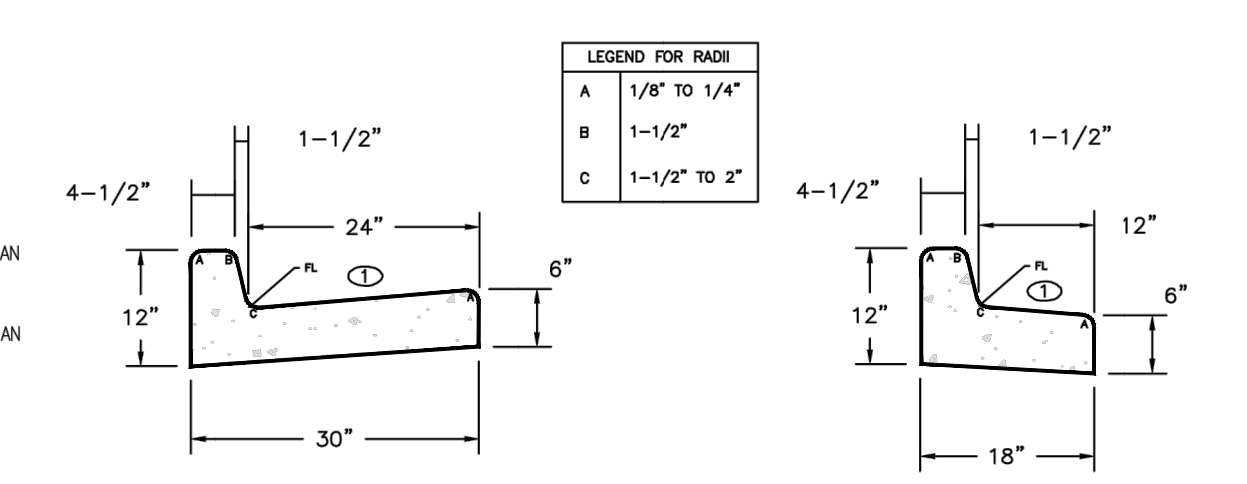 LEGEND FOR RADII
A 1/8" TO 1/4"
B 1-1/2"
C 1-1/2" TO 2"
1-1/2"
4-1/2"
24"
AN
A B
FL
1
6"
A
C
12"
AN
30"
1-1/2"
4-1/2"
12"
A B
FL
1
6"
C
A
12"
18"